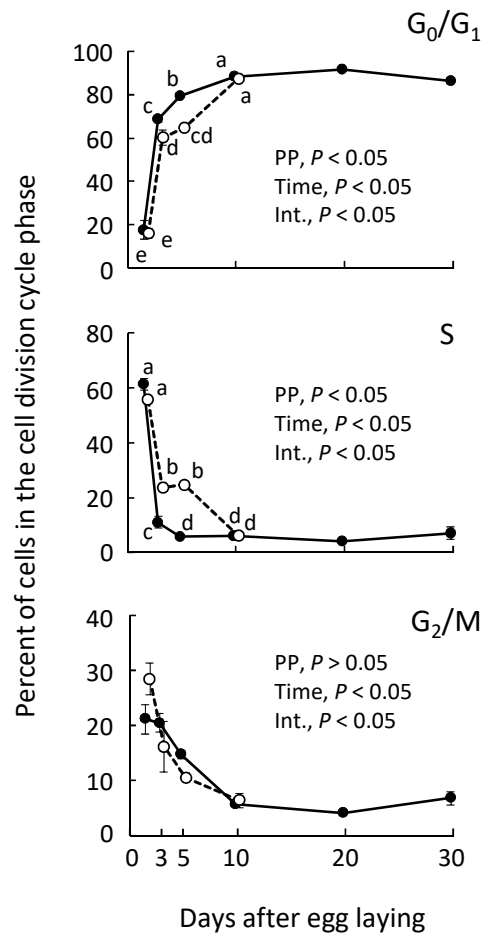 G₀/G₁
100
80
60
40
20
0
a
b
c
a
cd
d
e
e
PP, P < 0.05
Time, P < 0.05
Int., P < 0.05
Percent of cells in the cell division cycle phase
S
80
60
40
20
0
a
a
b
b
c
d
d
d
PP, P < 0.05
Time, P < 0.05
Int., P < 0.05
G₂/M
40
30
20
10
0
PP, P > 0.05
Time, P < 0.05
Int., P < 0.05
0 3 5 10 20 30
Days after egg laying